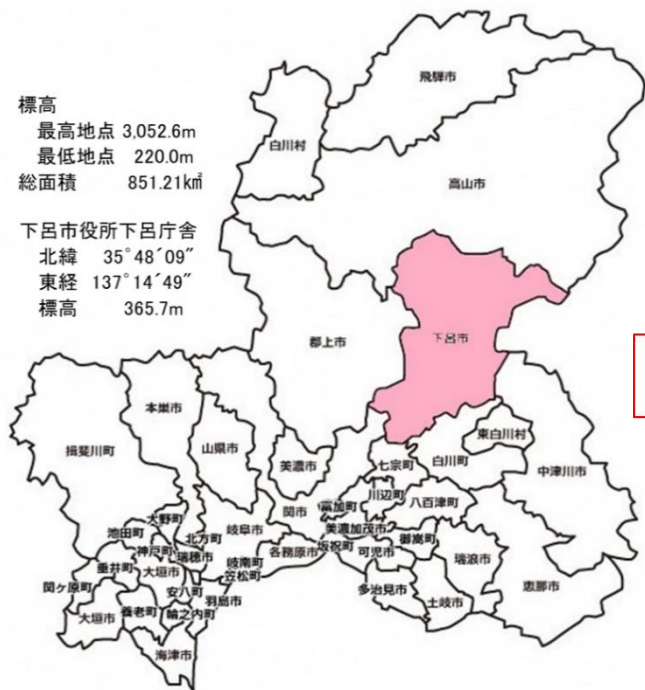 標高
最高地点 3,052.6m
最低地点 220.0m
総面積 851.21㎢
下呂市役所下呂庁舎
北緯 35°48′09″
東経 137°14′49″
標高 365.7m
飛騨市
白川村
高山市
下呂市
郡上市
本巣市
揖斐川町
山県市
美濃市
東白川村
七宗町
白川町
中津川市
川辺町
八百津町
関市
富加町
美濃加茂市
大野町
池田町
北方町
岐阜市
神戸町
瑞穂市
各務原市
坂祝町
可児市
御嵩町
瑞浪市
垂井町
大垣市
岐南町
笠松町
関ヶ原町
安八町
羽島市
多治見市
土岐市
恵那市
大垣市
養老町
輪之内町
海津市